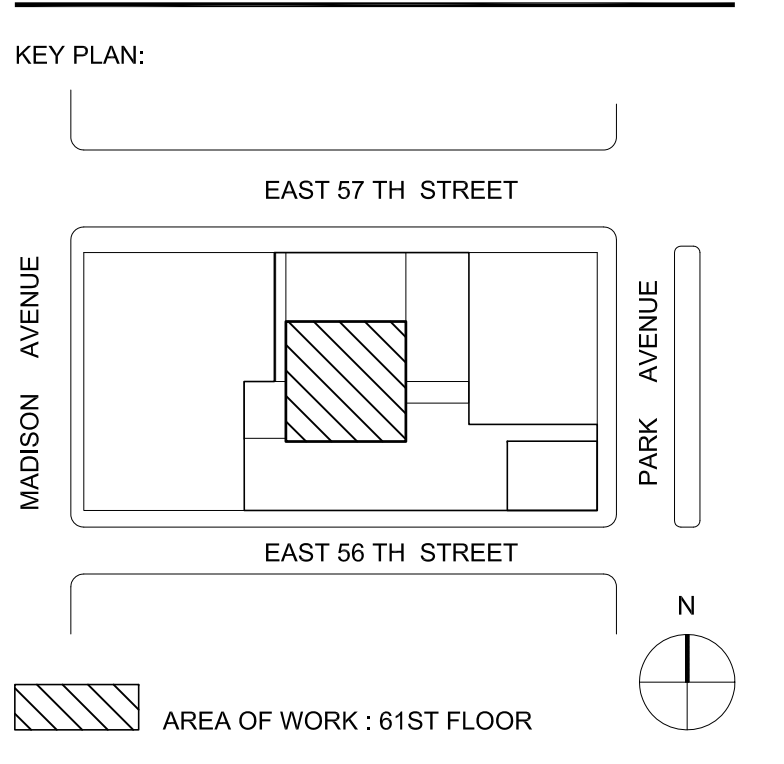 KEY PLAN:
EAST 57 TH STREET
MADISON AVENUE
PARK AVENUE
EAST 56 TH STREET
N
AREA OF WORK : 61ST FLOOR